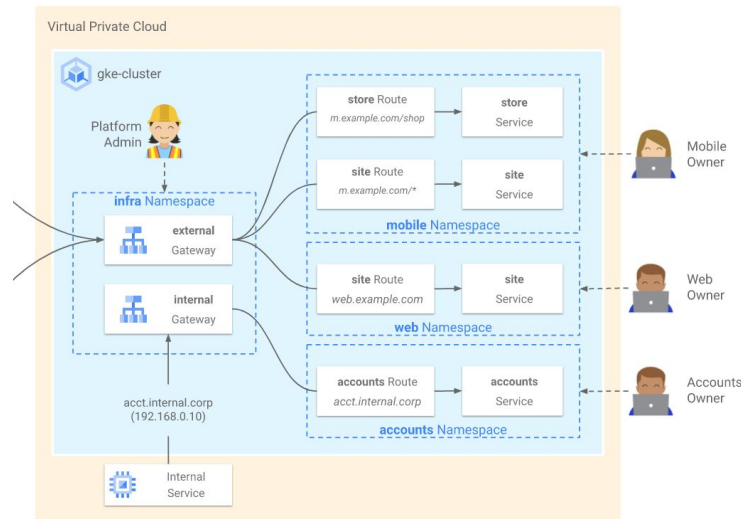 Virtual Private Cloud
gke-cluster
Platform
Admin
infra Namespace
external
Gateway
internal
Gateway
acct.internal.corp
(192.168.0.10)
Internal
Service
store Route
m.example.com/shop
store
Service
site Route
m.example.com/*
site
Service
mobile Namespace
site Route
web.example.com
site
Service
web Namespace
accounts Route
acct.internal.corp
accounts
Service
accounts Namespace
Mobile
Owner
Web
Owner
Accounts
Owner